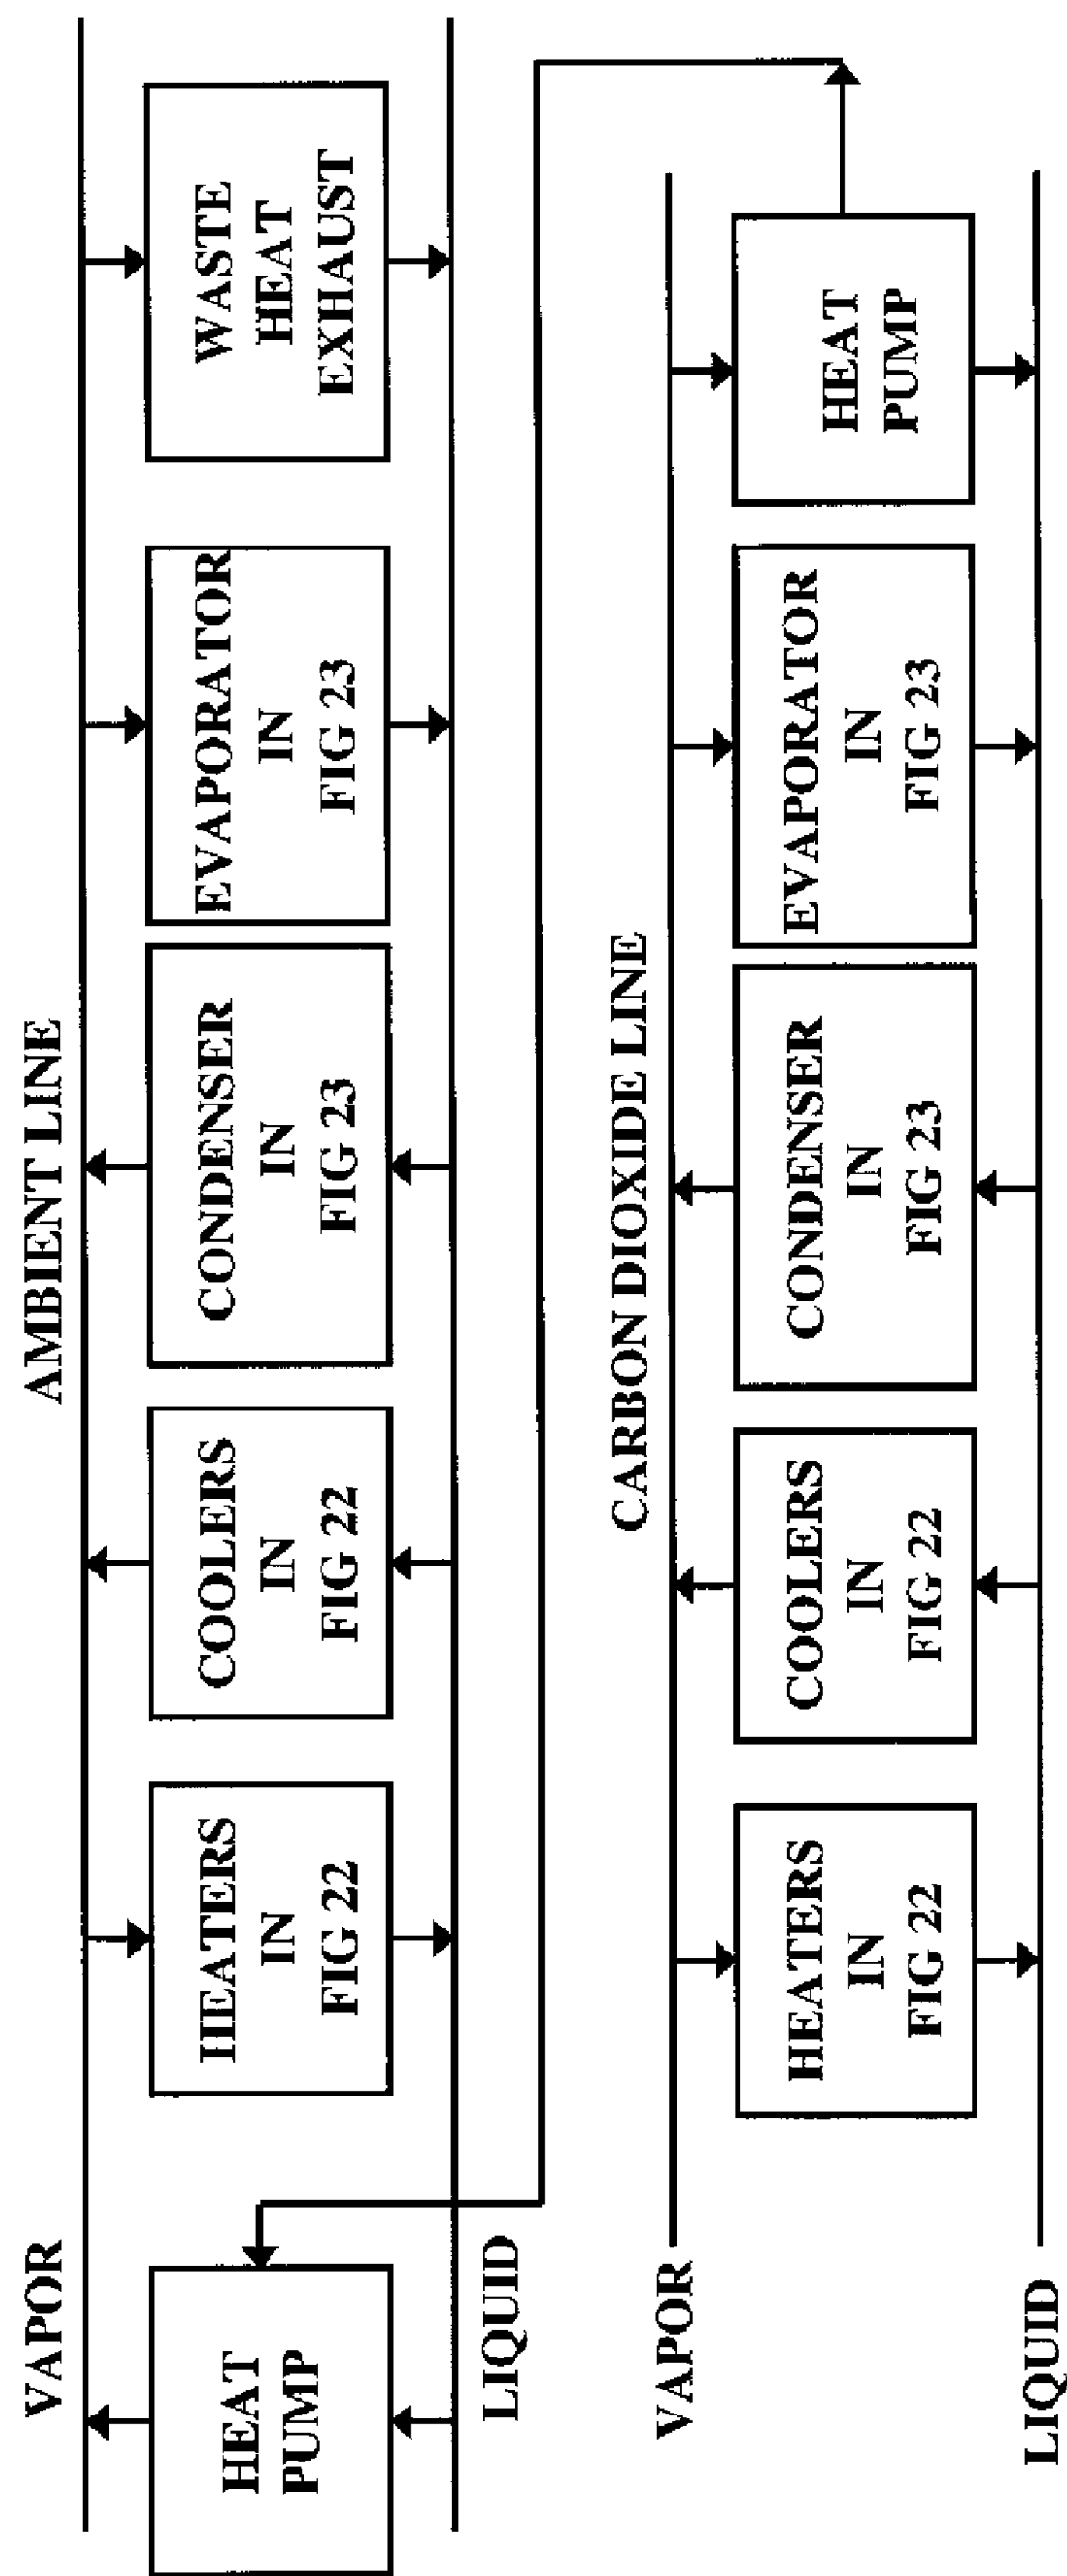 AMBIENT LINE
VAPOR
HEAT
PUMP
HEATERS
IN
FIG 22
COOLERS
IN
FIG 22
CONDENSER
IN
FIG 23
EVAPORATOR
IN
FIG 23
WASTE
HEAT
EXHAUST
LIQUID
CARBON DIOXIDE LINE
VAPOR
HEATERS
IN
FIG 22
COOLERS
IN
FIG 22
CONDENSER
IN
FIG 23
EVAPORATOR
IN
FIG 23
HEAT
PUMP
LIQUID